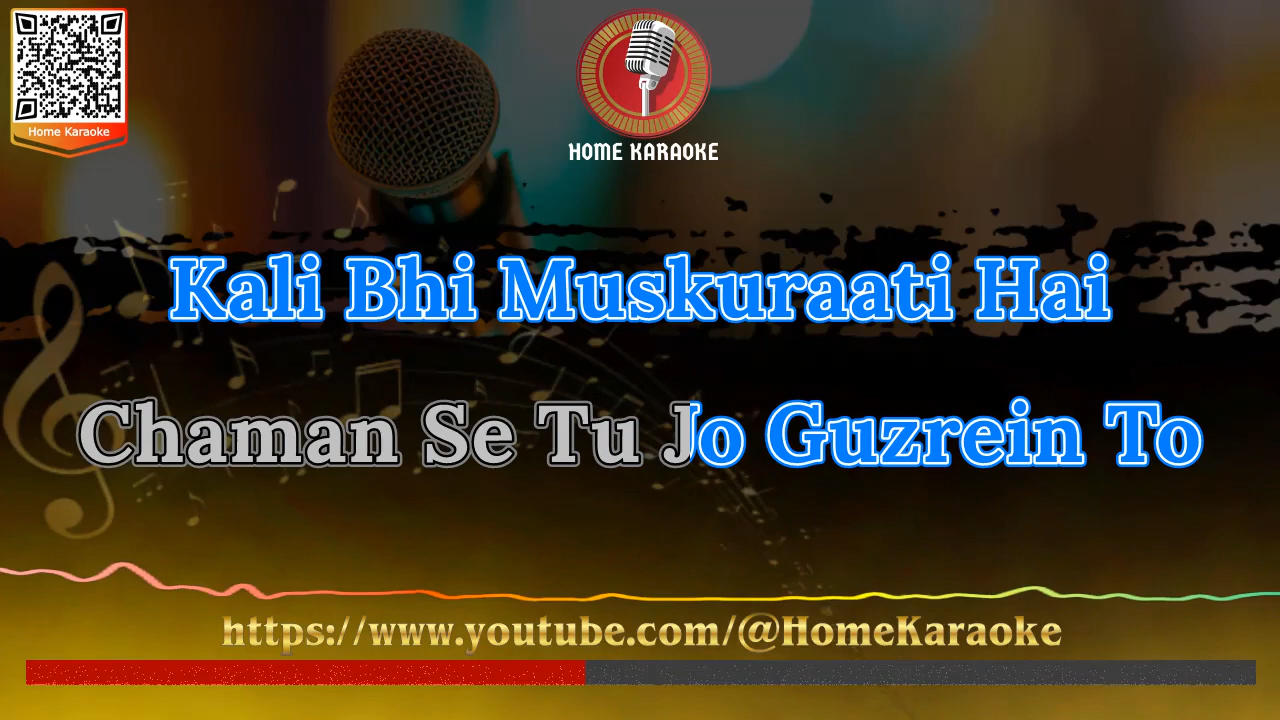 Home Karaoke
HOME KARAOKE
Kali Bhi Muskuraati Hai
Chaman Se Tu Jo Guzrein To
https://www.youtube.com/@HomeKaraoke